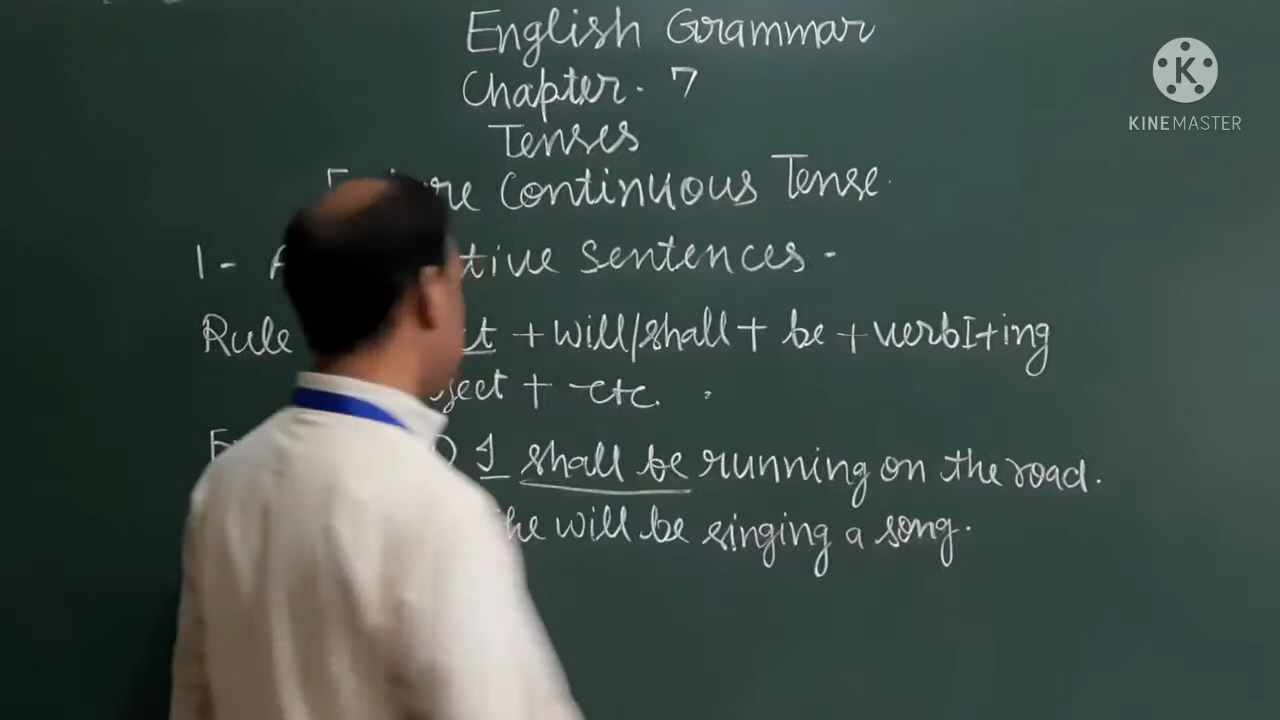 English Grammar
Chapter. 7
Tenses
Continuous Tense.
1- Sentences -
Rule + will/shall + be + verbI+ing
+ etc.
I shall be running on the road.
will be singing a song.
K
KINEMASTER